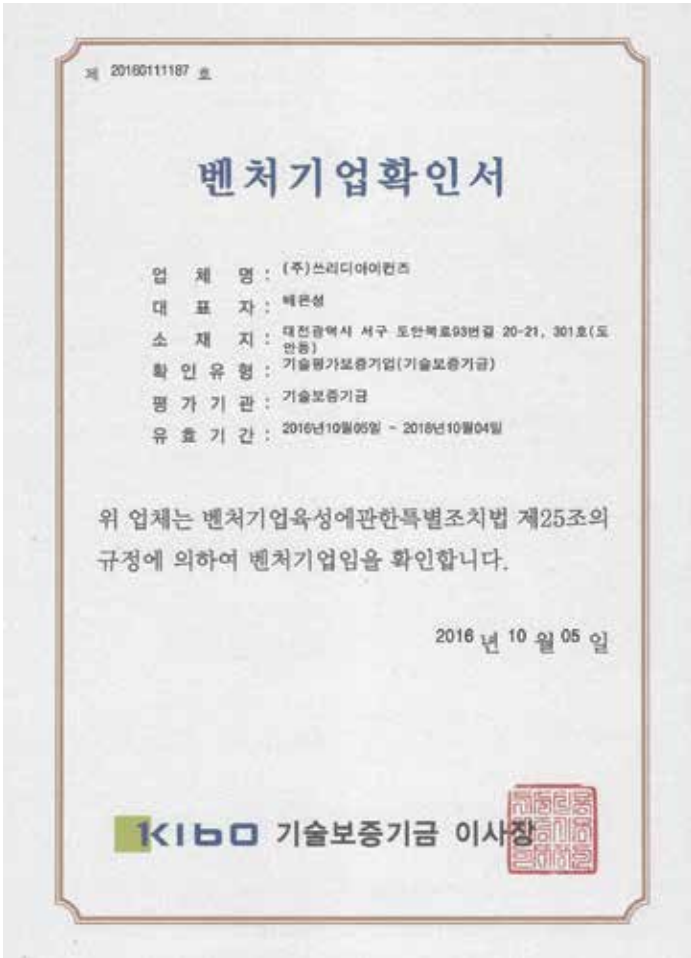 제 20160111187 호
벤처기업확인서
업 체 명 : (주)쓰리디아이컨즈
대 표 자 : 배은성
소 재 지 : 대전광역시 서구 도안북로93번길 20-21, 301호(도
안동)
확 인 유 형 : 기술평가보증기업(기술보증기금)
평 가 기 관 : 기술보증기금
유 효 기 간 : 2016년10월05일 ~ 2018년10월04일
위 업체는 벤처기업육성에관한특별조치법 제25조의
규정에 의하여 벤처기업임을 확인합니다.
2016 년 10 월 05 일
KIBO 기술보증기금 이사장